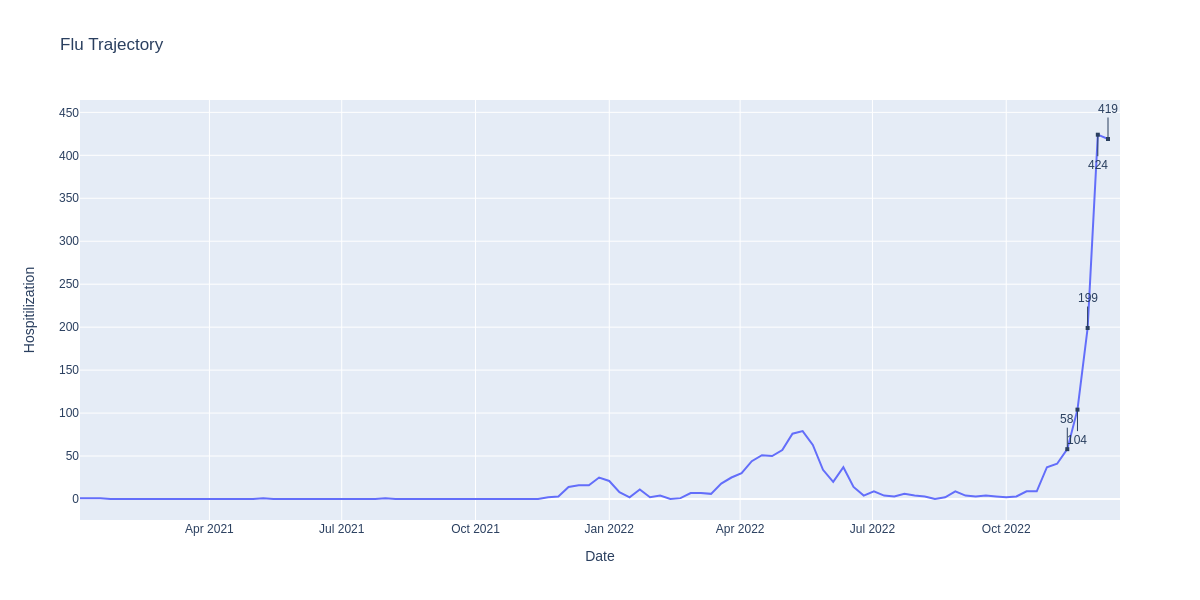 Flu Trajectory
Hospitilization
450
400
350
300
250
200
150
100
50
0
419
424
199
58
104
Apr 2021
Jul 2021
Oct 2021
Jan 2022
Apr 2022
Jul 2022
Oct 2022
Date